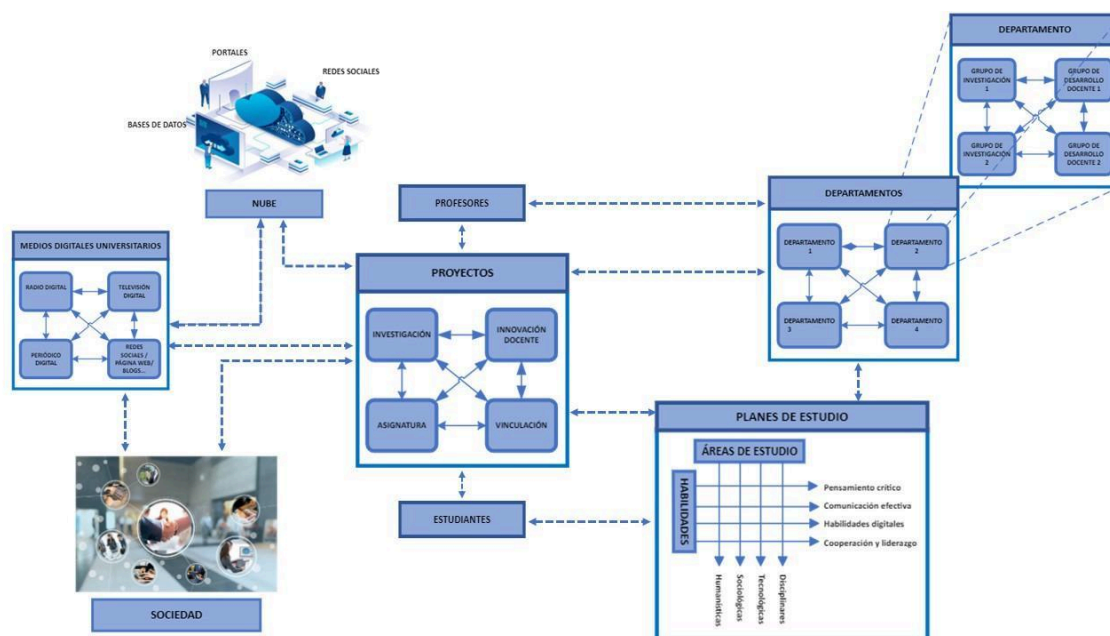 PORTALES
REDES SOCIALES
BASES DE DATOS
NUBE
MEDIOS DIGITALES UNIVERSITARIOS
RADIO DIGITAL
TELEVISIÓN
DIGITAL
PERIÓDICO
DIGITAL
REDES
SOCIALES /
PÁGINA WEB/
BLOGS...
SOCIEDAD
PROFESORES
PROYECTOS
INVESTIGACIÓN
INNOVACIÓN
DOCENTE
ASIGNATURA
VINCULACIÓN
ESTUDIANTES
DEPARTAMENTO
GRUPO DE
INVESTIGACIÓN
1
GRUPO DE
DESARROLLO
DOCENTE 1
GRUPO DE
INVESTIGACIÓN
2
GRUPO DE
DESARROLLO
DOCENTE 2
DEPARTAMENTOS
DEPARTAMENTO
1
DEPARTAMENTO
2
DEPARTAMENTO
3
DEPARTAMENTO
4
PLANES DE ESTUDIO
ÁREAS DE ESTUDIO
HABILIDADES
Pensamiento crítico
Comunicación efectiva
Habilidades digitales
Cooperación y liderazgo
Humanísticas
Sociológicas
Tecnológicas
Disciplinares